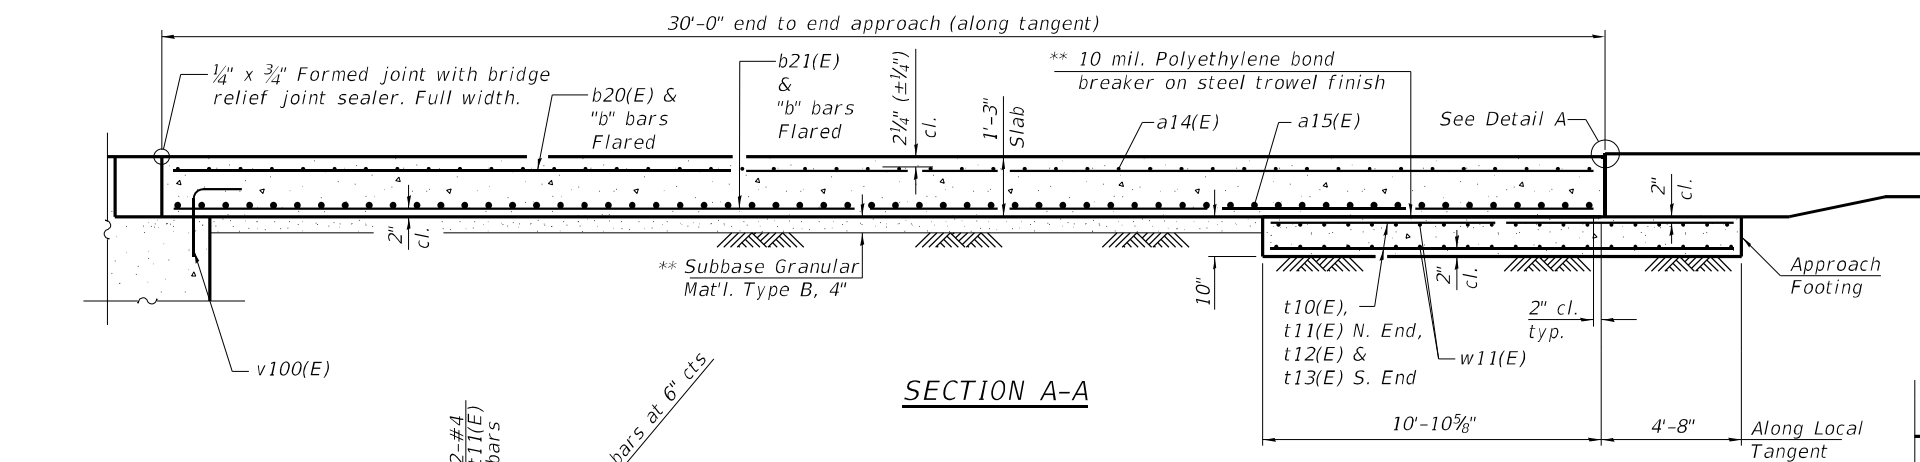 30'-0" end to end approach (along tangent)
¼" x ¾" Formed joint with bridge
relief joint sealer. Full width.
b20(E) &
"b" bars
Flared
b21(E)
&
"b" bars
Flared
2¼" (±¼")
cl.
1'-3"
Slab
** 10 mil. Polyethylene bond
breaker on steel trowel finish
a14(E)
a15(E)
See Detail A
2"
cl.
2"
cl.
** Subbase Granular
Mat'l. Type B, 4"
10"
2"
cl.
Approach
Footing
t10(E),
t11(E) N. End,
t12(E) &
t13(E) S. End
2" cl.
typ.
w11(E)
v100(E)
SECTION A-A
10'-10⅝"
4'-8"
Along Local
Tangent
2-#4
t11(E)
bars
bars at 6" cts